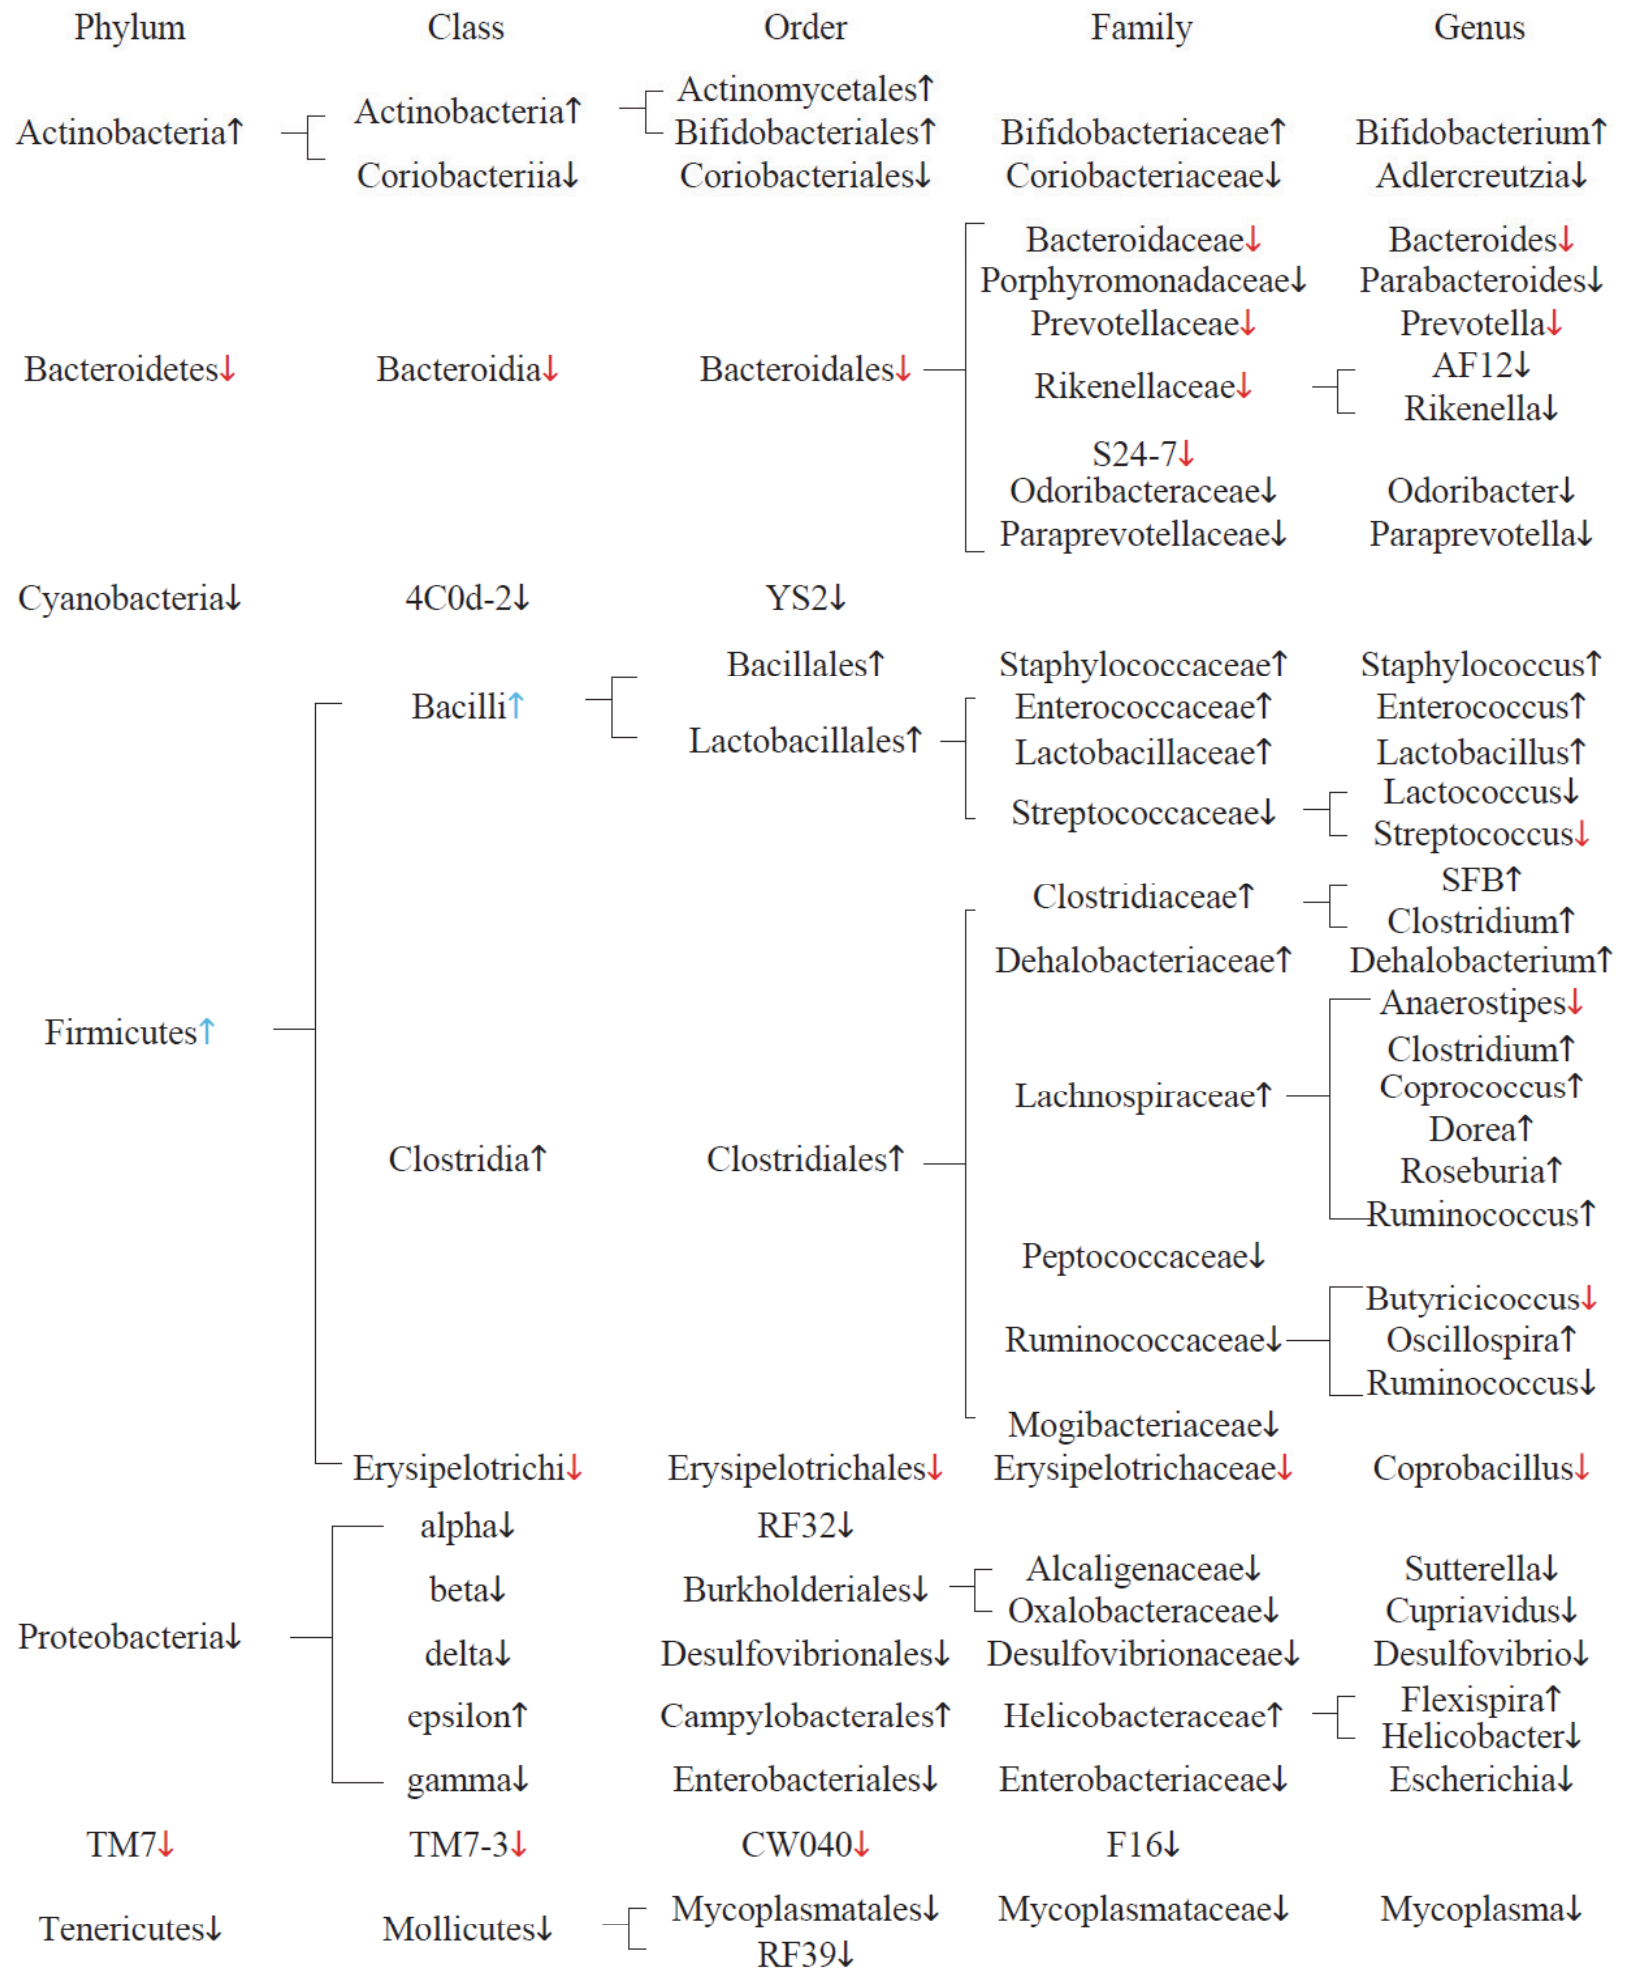 Phylum Class Order Family Genus
Actinomycetales↑
Actinobacteria↑
Actinobacteria↑ Bifidobacteriales↑ Bifidobacteriaceae↑ Bifidobacterium↑
Coriobacteriia↓ Coriobacteriales↓ Coriobacteriaceae↓ Adlercreutzia↓
Bacteroidaceae↓ Bacteroides↓
Porphyromonadaceae↓ Parabacteroides↓
Prevotellaceae↓ Prevotella↓
Bacteroidetes↓ Bacteroidia↓ Bacteroidales↓ AF12↓
Rikenellaceae↓
Rikenella↓
S24-7↓
Odoribacteraceae↓ Odoribacter↓
Paraprevotellaceae↓ Paraprevotella↓
Cyanobacteria↓ 4C0d-2↓ YS2↓
Bacillales↑ Staphylococcaceae↑ Staphylococcus↑
Bacilli↑ Enterococcaceae↑ Enterococcus↑
Lactobacillales↑ Lactobacillaceae↑ Lactobacillus↑
Lactococcus↓
Streptococcaceae↓
Streptococcus↓
SFB↑
Clostridiaceae↑
Clostridium↑
Dehalobacteriaceae↑ Dehalobacterium↑
Anaerostipes↓
Firmicutes↑
Clostridium↑
Lachnospiraceae↑ Coprococcus↑
Dorea↑
Clostridia↑ Clostridiales↑ Roseburia↑
Ruminococcus↑
Peptococcaceae↓
Butyricicoccus↓
Ruminococcaceae↓ Oscillospira↑
Ruminococcus↓
Mogibacteriaceae↓
Erysipelotrichi↓ Erysipelotrichales↓ Erysipelotrichaceae↓ Coprobacillus↓
alpha↓ RF32↓
Alcaligenaceae↓ Sutterella↓
beta↓ Burkholderiales↓
Oxalobacteraceae↓ Cupriavidus↓
Proteobacteria↓
delta↓ Desulfovibrionales↓ Desulfovibrionaceae↓ Desulfovibrio↓
Flexispira↑
epsilon↑ Campylobacterales↑ Helicobacteraceae↑
Helicobacter↓
gamma↓ Enterobacteriales↓ Enterobacteriaceae↓ Escherichia↓
TM7↓ TM7-3↓ CW040↓ F16↓
Mycoplasmatales↓ Mycoplasmataceae↓ Mycoplasma↓
Tenericutes↓ Mollicutes↓
RF39↓